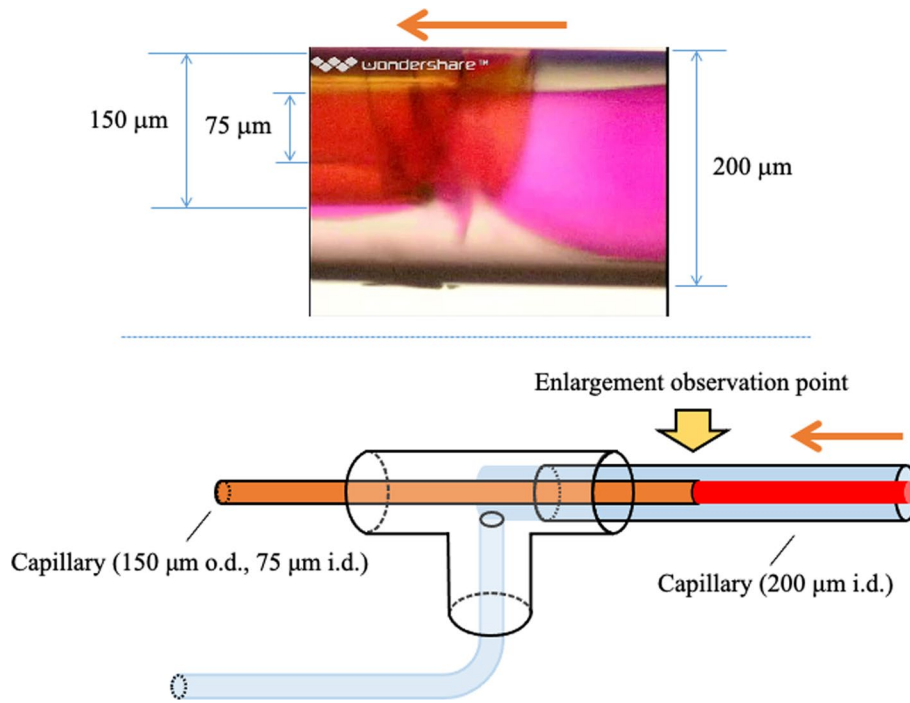 wondershare™
150 μm
75 μm
200 μm
Enlargement observation point
Capillary (150 μm o.d., 75 μm i.d.)
Capillary (200 μm i.d.)